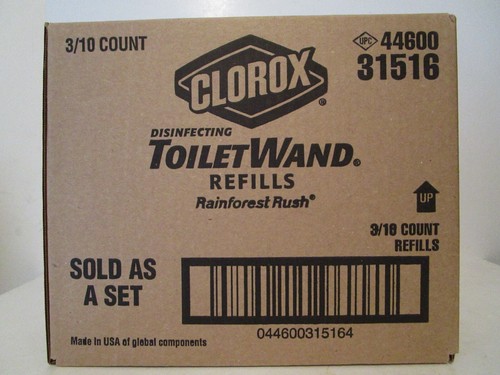 3/10 COUNT
UPC 44600
31516
CLOROX®
DISINFECTING
TOILETWAND®
REFILLS
Rainforest Rush®
UP
3/10 COUNT
REFILLS
SOLD AS
A SET
044600315164
Made in USA of global components